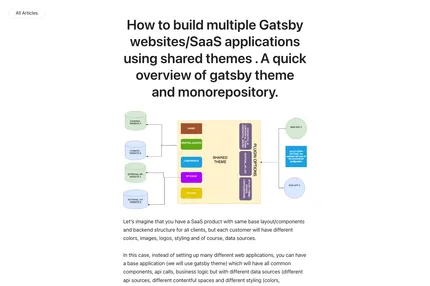 All Articles.
How to build multiple Gatsby
websites/SaaS applications
using shared themes . A quick
overview of gatsby theme
and monorepository.
SHARED
THEME
PLUGIN OPTIONS
Let's imagine that you have a SaaS product with same base layout/components
and backend structure for all clients, but each customer will have different
colors, images, logos, styling and of course, data sources.
In this case, instead of setting up many different web applications, you can have
a base application (we will use gatsby theme) which will have all common
components, api calls, business logic but with different data sources (different
api sources, different contentful spaces and different styling (colors,